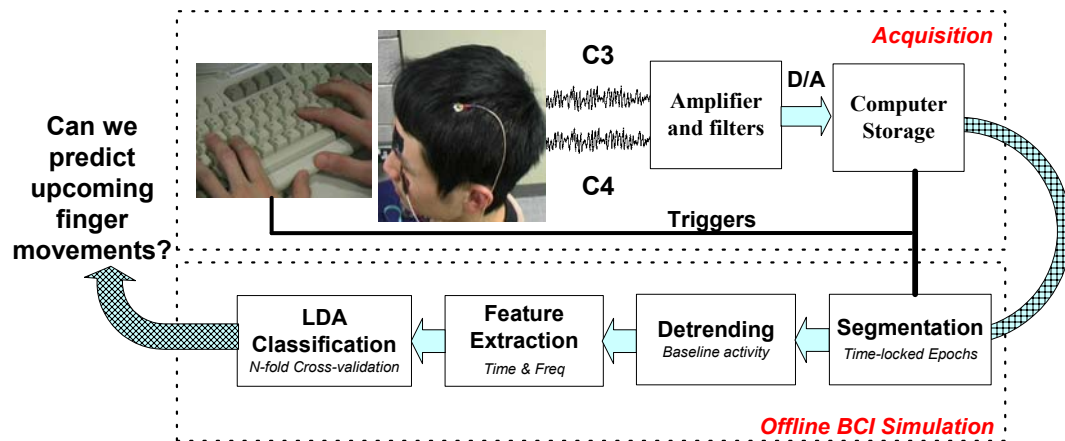 Acquisition
C3
C4
Amplifier
and filters
D/A
Computer
Storage
Triggers
Can we
predict
upcoming
finger
movements?
LDA
Classification
N-fold Cross-validation
Feature
Extraction
Time & Freq
Detrending
Baseline activity
Segmentation
Time-locked Epochs
Offline BCI Simulation